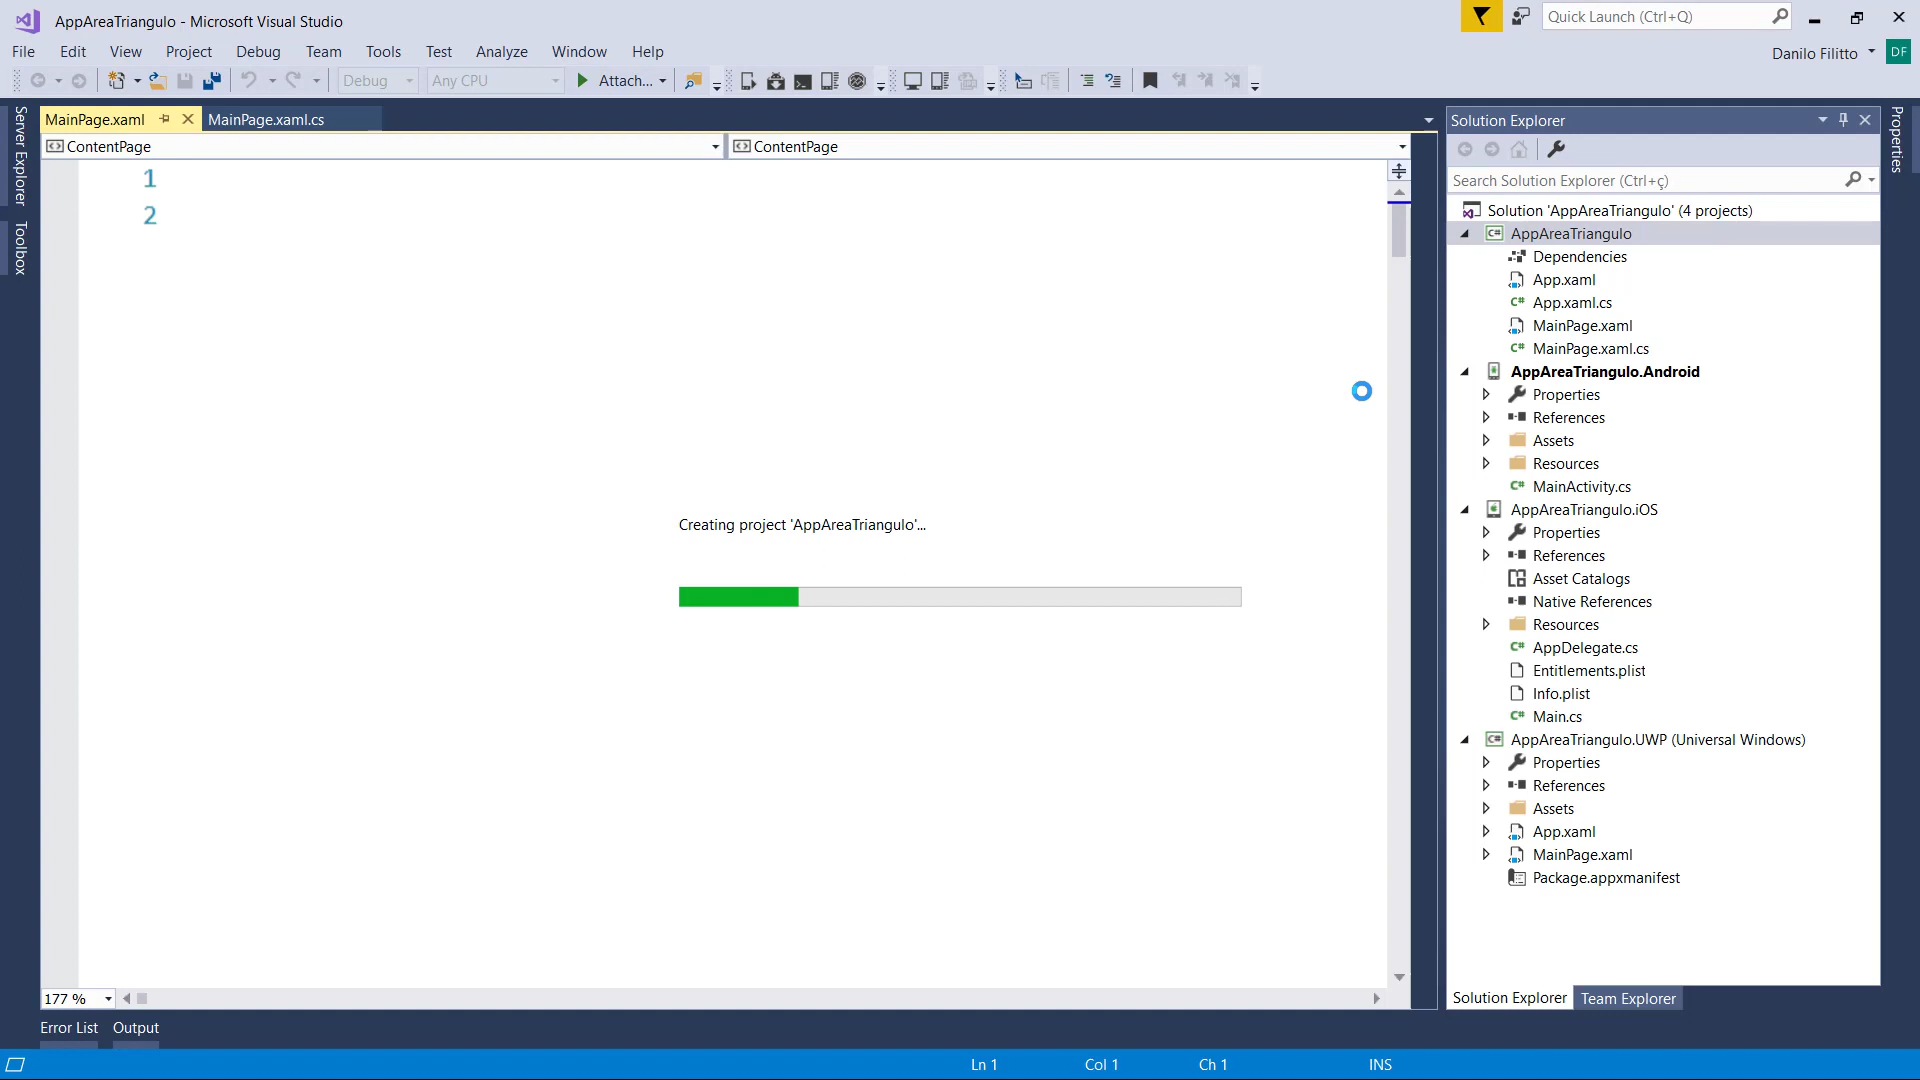 AppAreaTriangulo - Microsoft Visual Studio
Quick Launch (Ctrl+Q)
File Edit View Project Debug Team Tools Test Analyze Window Help
Danilo Filitto DF
Debug Any CPU Attach...
MainPage.xaml MainPage.xaml.cs
ContentPage ContentPage
1
2
Creating project 'AppAreaTriangulo'...
177 %
Error List Output
Server Explorer
Toolbox
Solution Explorer
Search Solution Explorer (Ctrl+ç)
Solution 'AppAreaTriangulo' (4 projects)
AppAreaTriangulo
Dependencies
App.xaml
App.xaml.cs
MainPage.xaml
MainPage.xaml.cs
AppAreaTriangulo.Android
Properties
References
Assets
Resources
MainActivity.cs
AppAreaTriangulo.iOS
Properties
References
Asset Catalogs
Native References
Resources
AppDelegate.cs
Entitlements.plist
Info.plist
Main.cs
AppAreaTriangulo.UWP (Universal Windows)
Properties
References
Assets
App.xaml
MainPage.xaml
Package.appxmanifest
Solution Explorer Team Explorer
Properties
Ln 1 Col 1 Ch 1 INS